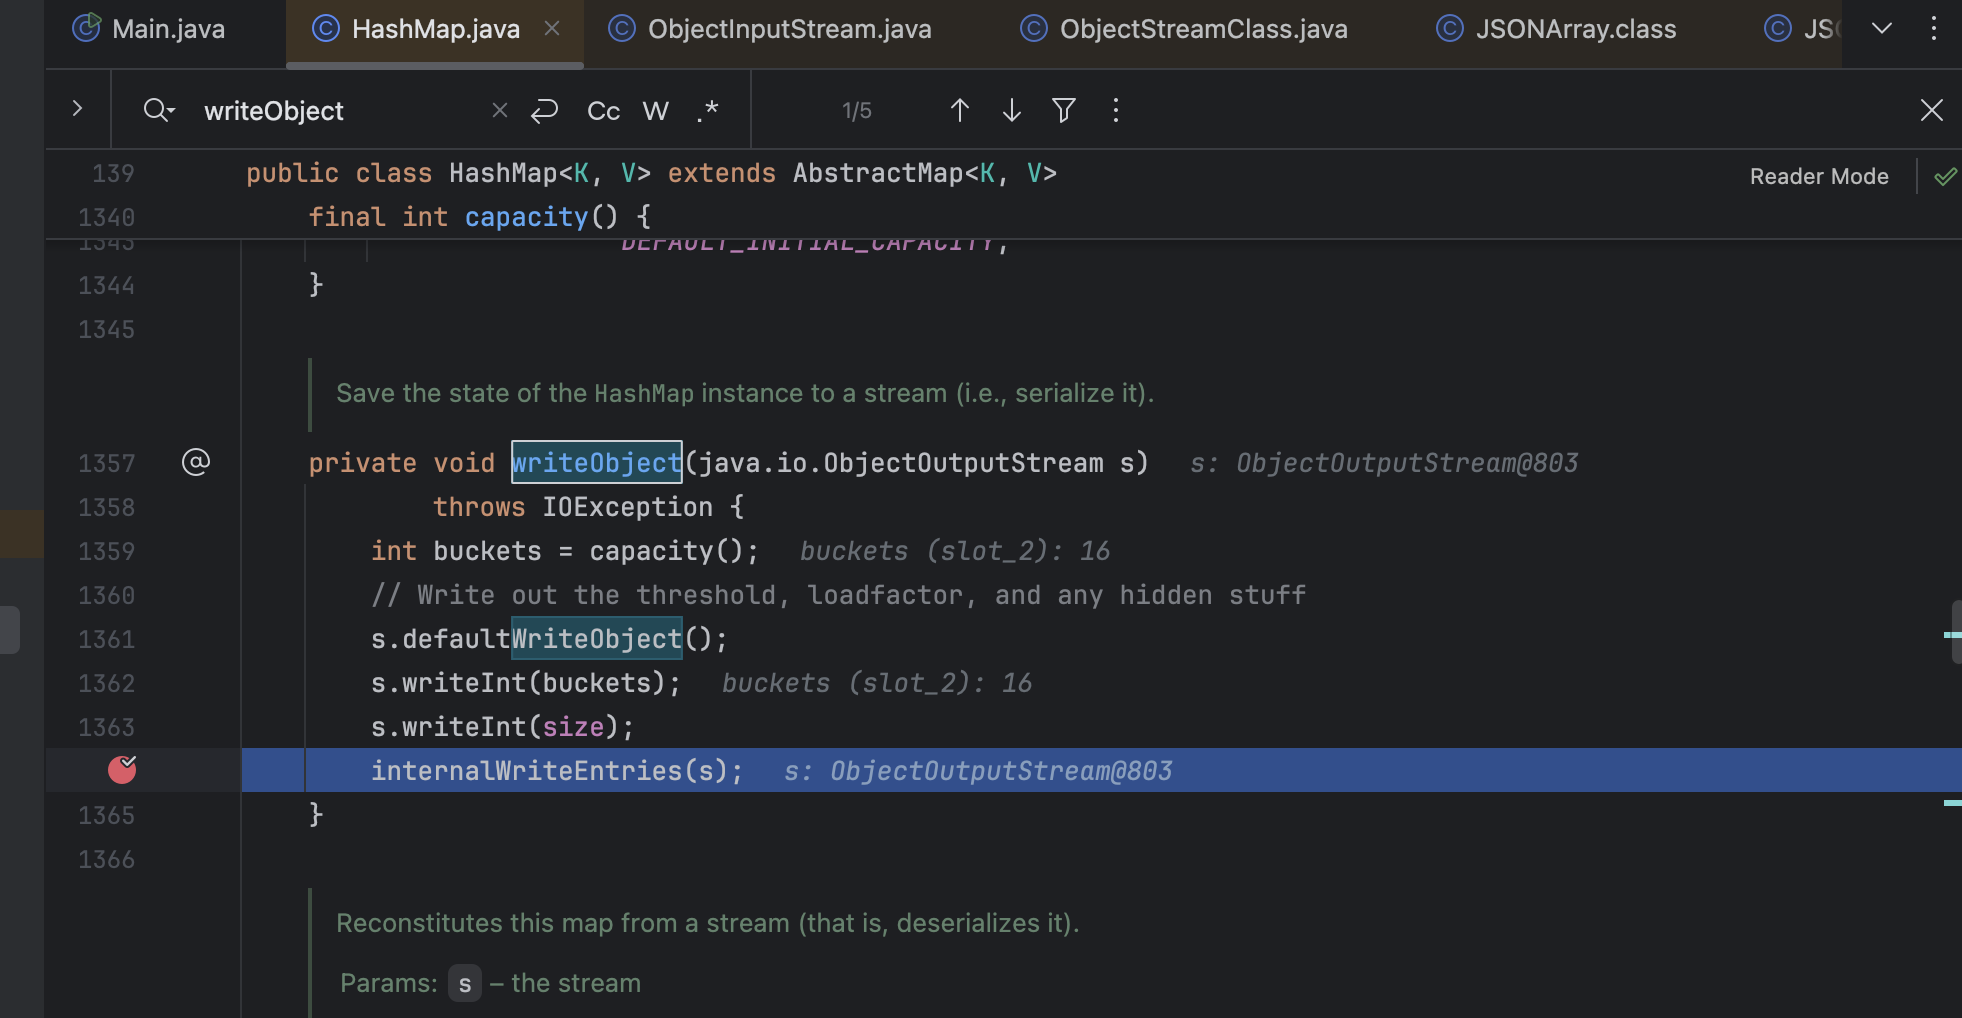 Main.java HashMap.java ObjectInputStream.java ObjectStreamClass.java JSONArray.class
writeObject Cc W .* 1/5
139 public class HashMap<K, V> extends AbstractMap<K, V> Reader Mode
1340 final int capacity() {
1343 DEFAULT_INITIAL_CAPACITY;
1344 }
1345
Save the state of the HashMap instance to a stream (i.e., serialize it).
1357 @ private void writeObject(java.io.ObjectOutputStream s) s: ObjectOutputStream@803
1358 throws IOException {
1359 int buckets = capacity(); buckets (slot_2): 16
1360 // Write out the threshold, loadfactor, and any hidden stuff
1361 s.defaultWriteObject();
1362 s.writeInt(buckets); buckets (slot_2): 16
1363 s.writeInt(size);
internalWriteEntries(s); s: ObjectOutputStream@803
1365 }
1366
Reconstitutes this map from a stream (that is, deserializes it).
Params: s – the stream